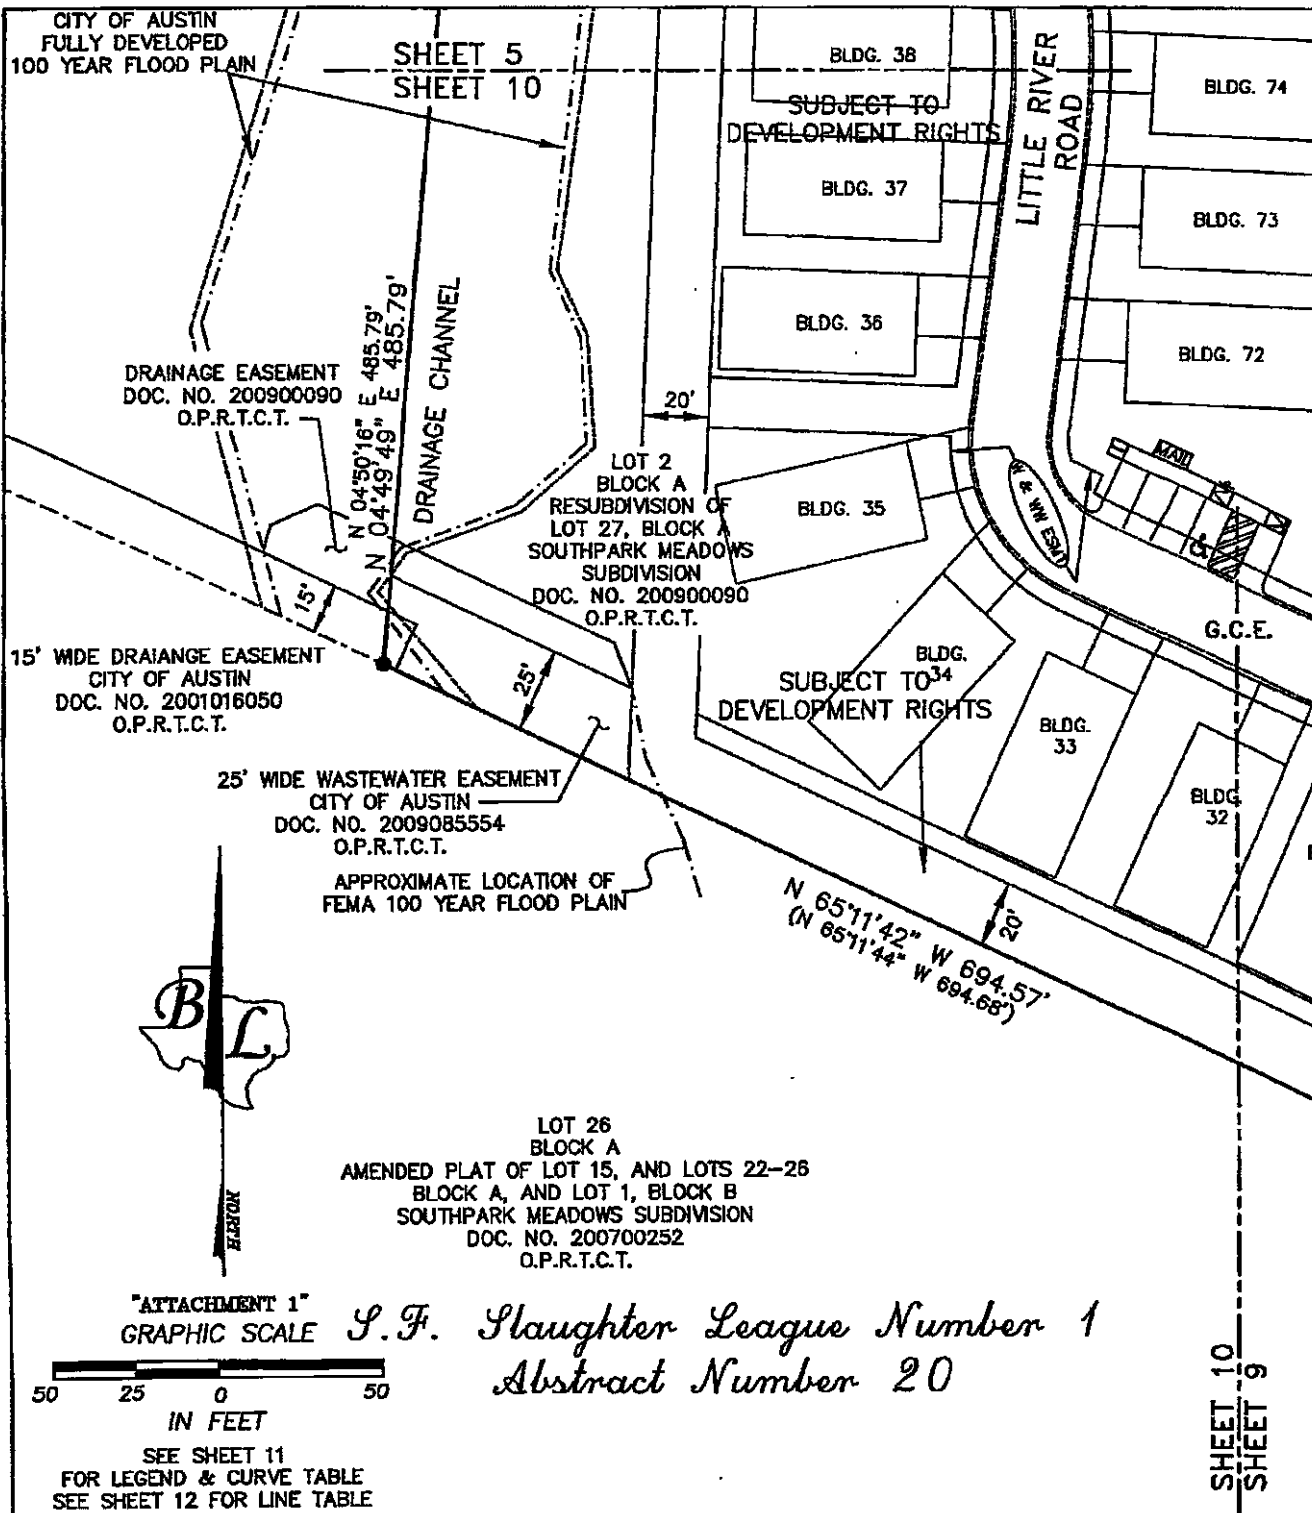 CITY OF AUSTIN
FULLY DEVELOPED
100 YEAR FLOOD PLAIN
SHEET 5
SHEET 10
BLDG. 38
SUBJECT TO
DEVELOPMENT RIGHTS
LITTLE RIVER
ROAD
BLDG. 74
BLDG. 37
BLDG. 73
BLDG. 36
BLDG. 72
DRAINAGE EASEMENT
DOC. NO. 200900090
O.P.R.T.C.T.
N 04°50'16" E 485.79'
N 04°49'49" E 485.79'
DRAINAGE CHANNEL
20'
LOT 2
BLOCK A
RESUBDIVISION OF
LOT 27, BLOCK A
SOUTHPARK MEADOWS
SUBDIVISION
DOC. NO. 200900090
O.P.R.T.C.T.
BLDG. 35
W & WW ESMT
MAIL
G.C.E.
15'
15' WIDE DRAIANGE EASEMENT
CITY OF AUSTIN
DOC. NO. 2001016050
O.P.R.T.C.T.
25'
BLDG.
34
SUBJECT TO
DEVELOPMENT RIGHTS
BLDG.
33
BLDG.
32
25' WIDE WASTEWATER EASEMENT
CITY OF AUSTIN
DOC. NO. 2009085554
O.P.R.T.C.T.
APPROXIMATE LOCATION OF
FEMA 100 YEAR FLOOD PLAIN
N 65°11'42" W 694.57'
(N 65°11'44" W 694.68')
20'
B
L
NORTH
LOT 26
BLOCK A
AMENDED PLAT OF LOT 15, AND LOTS 22-26
BLOCK A, AND LOT 1, BLOCK B
SOUTHPARK MEADOWS SUBDIVISION
DOC. NO. 200700252
O.P.R.T.C.T.
"ATTACHMENT 1"
GRAPHIC SCALE
S.F. Slaughter League Number 1
Abstract Number 20
50 25 0 50
IN FEET
SEE SHEET 11
FOR LEGEND & CURVE TABLE
SEE SHEET 12 FOR LINE TABLE
SHEET 10
SHEET 9